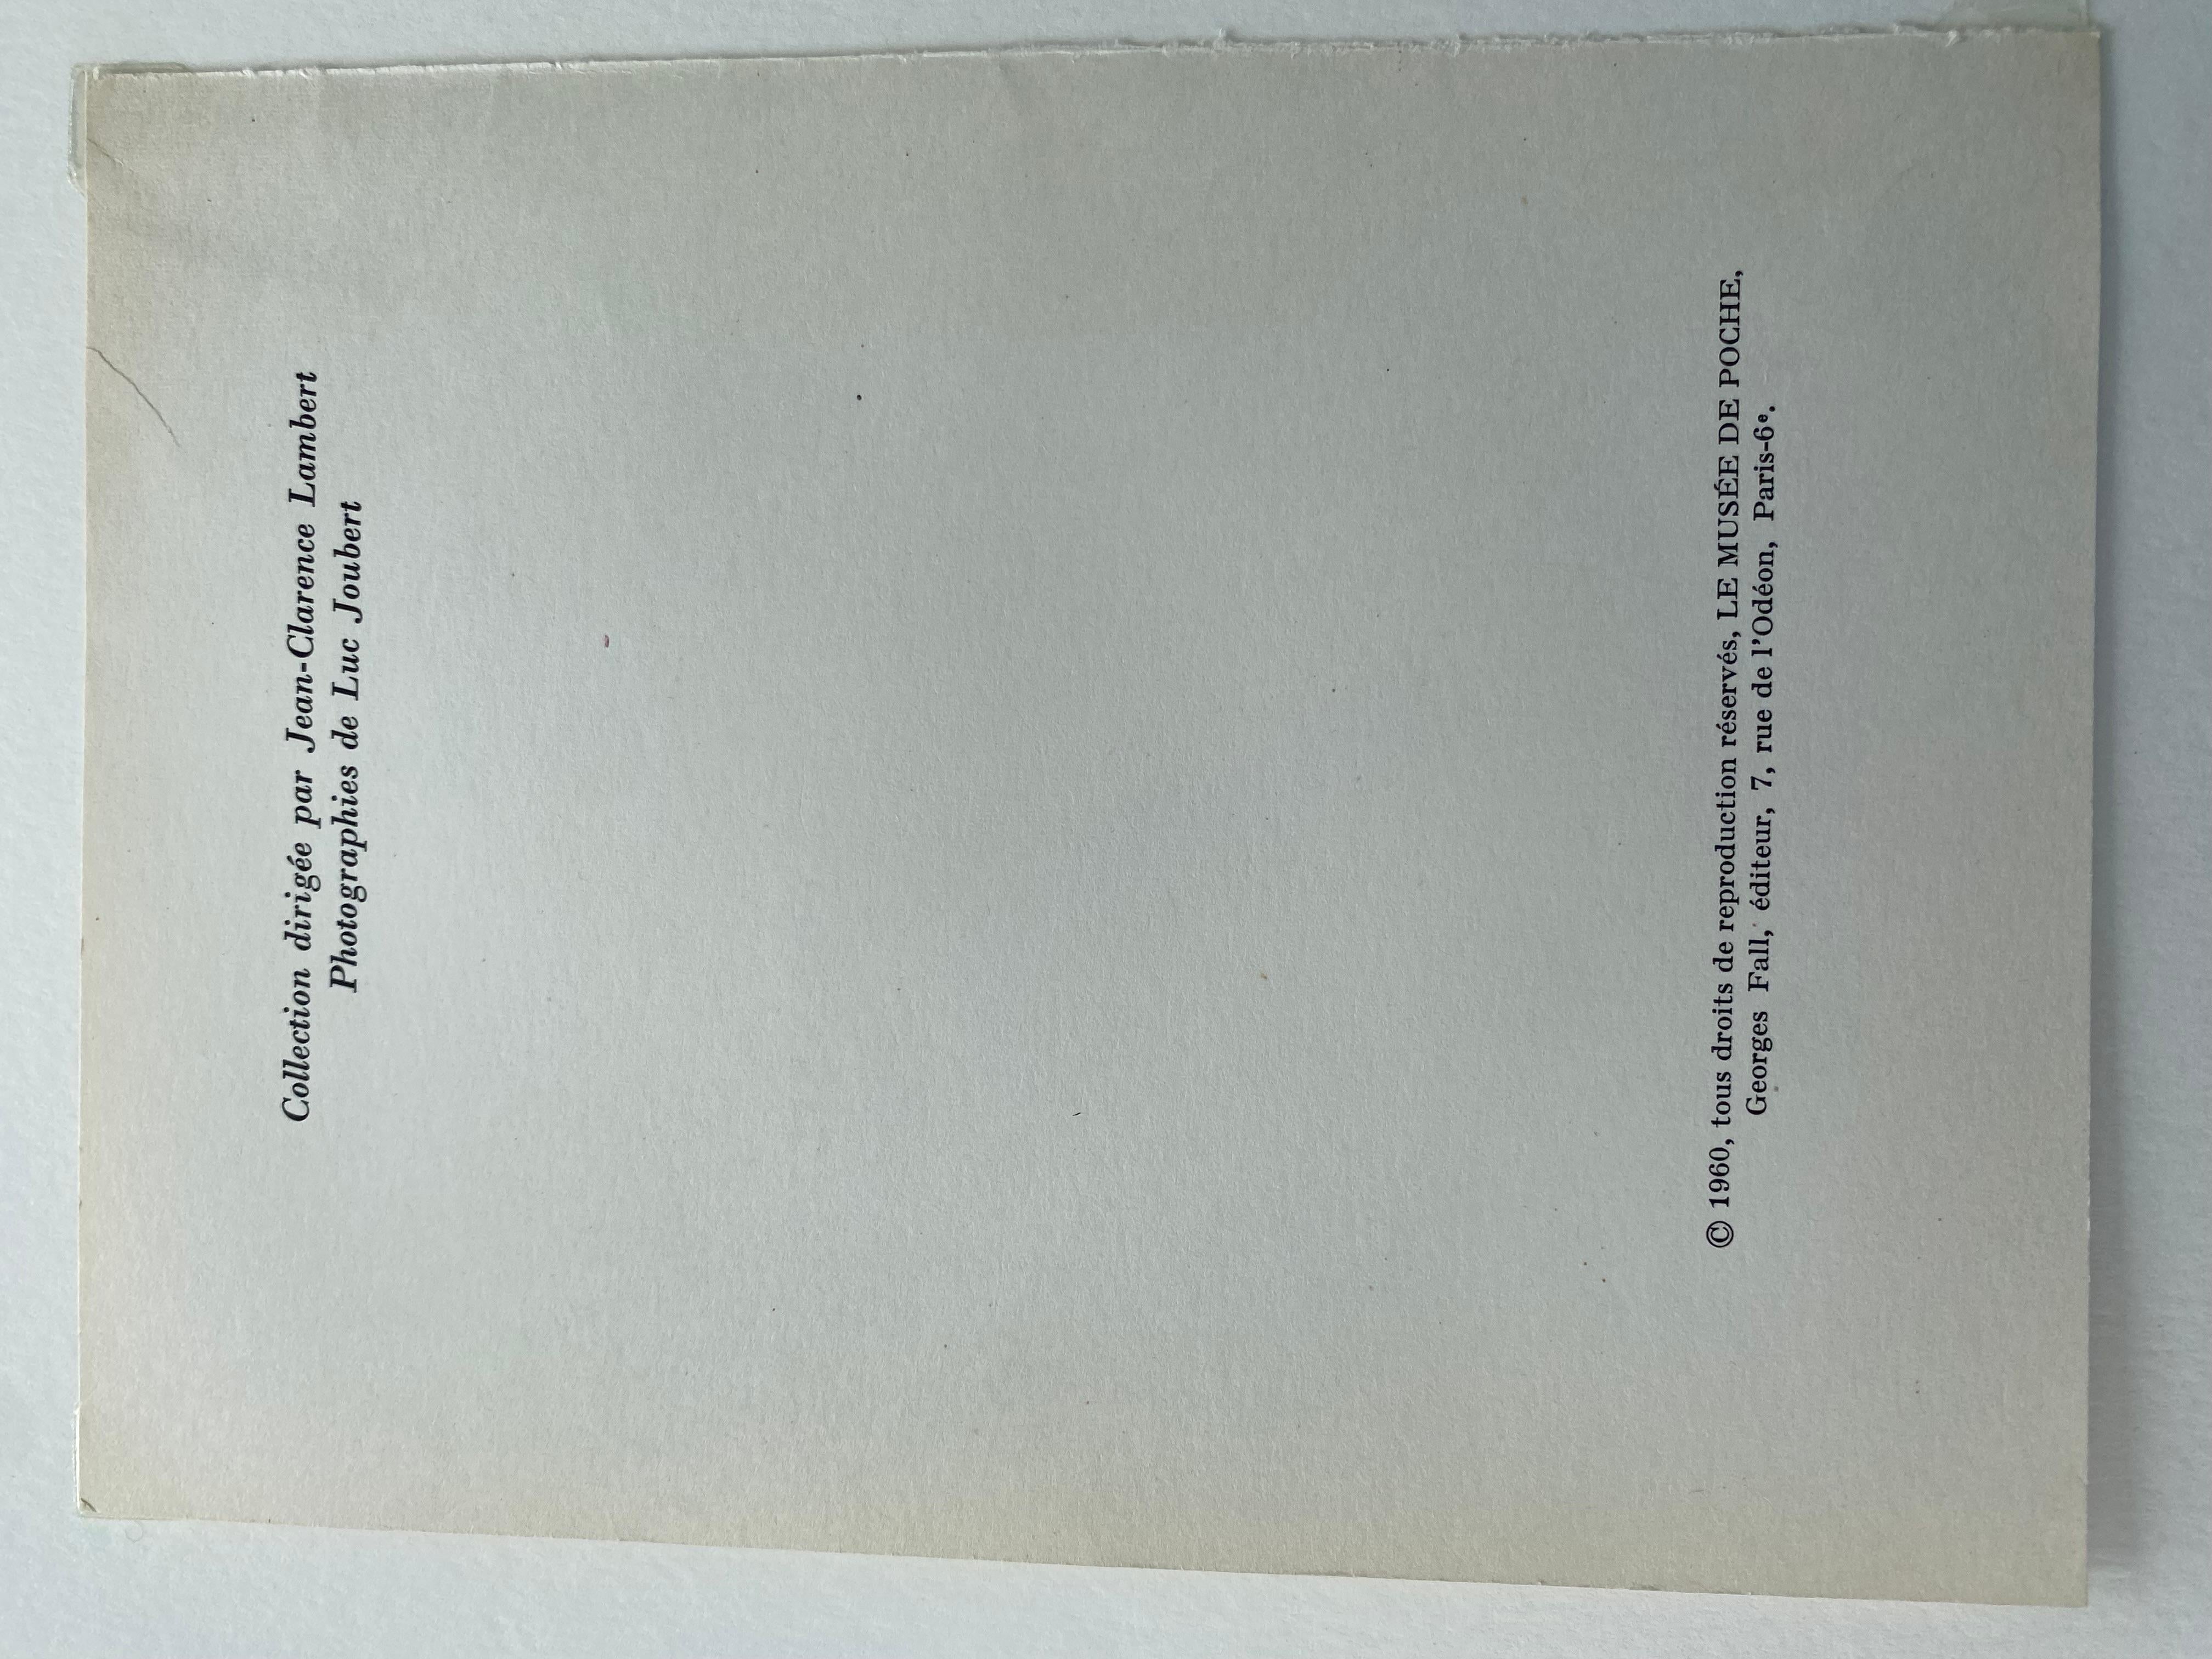 Collection dirigée par Jean-Clarence Lambert
Photographies de Luc Joubert
© 1960, tous droits de reproduction réservés, LE MUSÉE DE POCHE,
Georges Fall, éditeur, 7, rue de l'Odéon, Paris-6ᵉ.